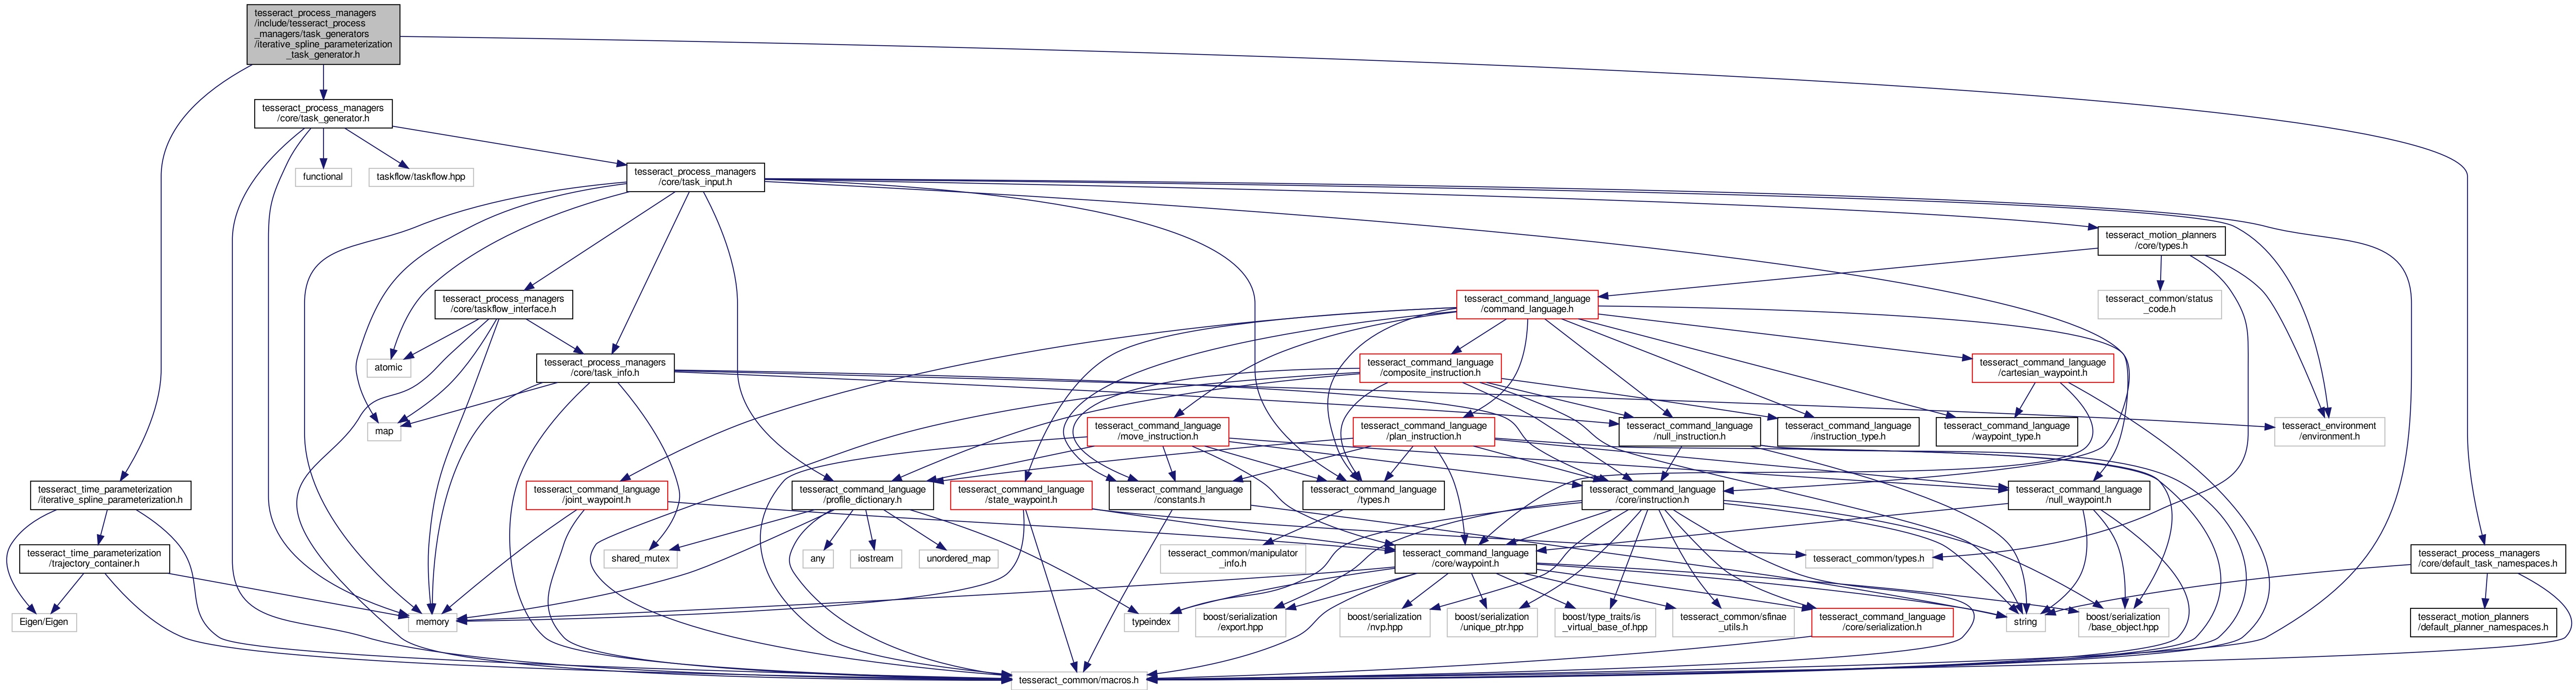 tesseract_process_managers
/include/tesseract_process
_managers/task_generators
/iterative_spline_parameterization
_task_generator.h
tesseract_process_managers
/core/task_generator.h
functional
taskflow/taskflow.hpp
tesseract_process_managers
/core/task_input.h
tesseract_motion_planners
/core/types.h
tesseract_process_managers
/core/taskflow_interface.h
tesseract_command_language
/command_language.h
tesseract_common/status
_code.h
atomic
tesseract_process_managers
/core/task_info.h
tesseract_command_language
/composite_instruction.h
tesseract_command_language
/cartesian_waypoint.h
map
tesseract_command_language
/move_instruction.h
tesseract_command_language
/plan_instruction.h
tesseract_command_language
/null_instruction.h
tesseract_command_language
/instruction_type.h
tesseract_command_language
/waypoint_type.h
tesseract_environment
/environment.h
tesseract_time_parameterization
/iterative_spline_parameterization.h
tesseract_command_language
/joint_waypoint.h
tesseract_command_language
/profile_dictionary.h
tesseract_command_language
/state_waypoint.h
tesseract_command_language
/constants.h
tesseract_command_language
/types.h
tesseract_command_language
/core/instruction.h
tesseract_command_language
/null_waypoint.h
tesseract_time_parameterization
/trajectory_container.h
shared_mutex
any
iostream
unordered_map
tesseract_common/manipulator
_info.h
tesseract_command_language
/core/waypoint.h
tesseract_common/types.h
tesseract_process_managers
/core/default_task_namespaces.h
Eigen/Eigen
memory
typeindex
boost/serialization
/export.hpp
boost/serialization
/nvp.hpp
boost/serialization
/unique_ptr.hpp
boost/type_traits/is
_virtual_base_of.hpp
tesseract_common/sfinae
_utils.h
tesseract_command_language
/core/serialization.h
string
boost/serialization
/base_object.hpp
tesseract_motion_planners
/default_planner_namespaces.h
tesseract_common/macros.h